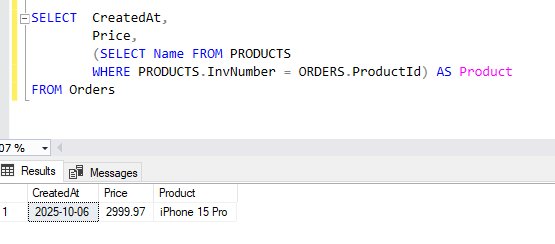 SELECT CreatedAt,
Price,
(SELECT Name FROM PRODUCTS
WHERE PRODUCTS.InvNumber = ORDERS.ProductId) AS Product
FROM Orders
07 %
Results Messages
CreatedAt Price Product
1 2025-10-06 2999.97 iPhone 15 Pro